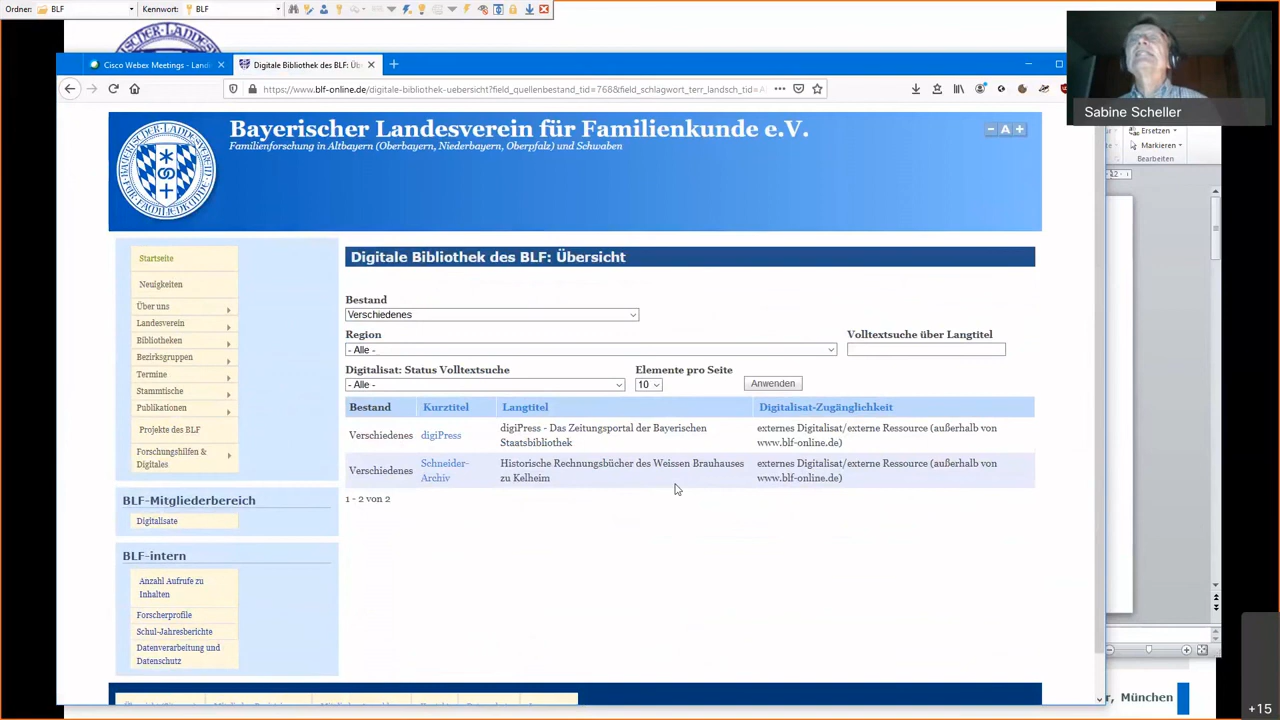 Ordner: BLF Kennwort: BLF
Cisco Webex Meetings - Landi
Digitale Bibliothek des BLF: Übe
https://www.blf-online.de/digitale-bibliothek-uebersicht?field_quellenbestand_tid=768&field_schlagwort_terr_landsch_tid=A
Sabine Scheller
Ersetzen
Markieren
Bearbeiten
Bayerischer Landesverein für Familienkunde e.V.
Familienforschung in Altbayern (Oberbayern, Niederbayern, Oberpfalz) und Schwaben
- A +
Startseite
Neuigkeiten
Über uns
Landesverein
Bibliotheken
Bezirksgruppen
Termine
Stammtische
Publikationen
Projekte des BLF
Forschungshilfen &
Digitales
BLF-Mitgliederbereich
Digitalisate
BLF-intern
Anzahl Aufrufe zu
Inhalten
Forscherprofile
Schul-Jahresberichte
Datenverarbeitung und
Datenschutz
Digitale Bibliothek des BLF: Übersicht
Bestand
Verschiedenes
Region
Volltextsuche über Langtitel
- Alle -
Digitalisat: Status Volltextsuche
Elemente pro Seite
- Alle -
10
Anwenden
Bestand Kurztitel Langtitel Digitalisat-Zugänglichkeit
Verschiedenes digiPress digiPress - Das Zeitungsportal der Bayerischen
Staatsbibliothek
externes Digitalisat/externe Ressource (außerhalb von
www.blf-online.de)
Verschiedenes Schneider-
Archiv
Historische Rechnungsbücher des Weissen Brauhauses
zu Kelheim
externes Digitalisat/externe Ressource (außerhalb von
www.blf-online.de)
1 - 2 von 2
München
+15